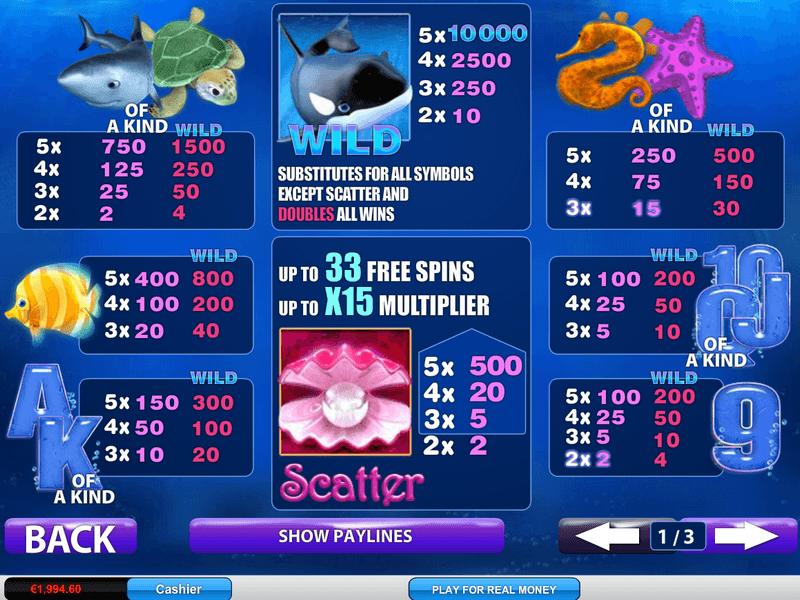 OF
A KIND WILD
5x 750 1500
4x 125 250
3x 25 50
2x 2 4
5x 10000
4x 2500
3x 250
2x 10
WILD
SUBSTITUTES FOR ALL SYMBOLS
EXCEPT SCATTER AND
DOUBLES ALL WINS
OF
A KIND WILD
5x 250 500
4x 75 150
3x 15 30
WILD
5x 400 800
4x 100 200
3x 20 40
UP TO 33 FREE SPINS
UP TO X15 MULTIPLIER
5x 500
4x 20
3x 5
2x 2
Scatter
WILD
5x 100 200
4x 25 50
3x 5 10
10
J
Q
OF
A KIND
A
K
OF
A KIND
WILD
5x 150 300
4x 50 100
3x 10 20
WILD
5x 100 200
4x 25 50
3x 5 10
2x 2 4
9
BACK
SHOW PAYLINES
1/3
€1,994.60
Cashier
PLAY FOR REAL MONEY